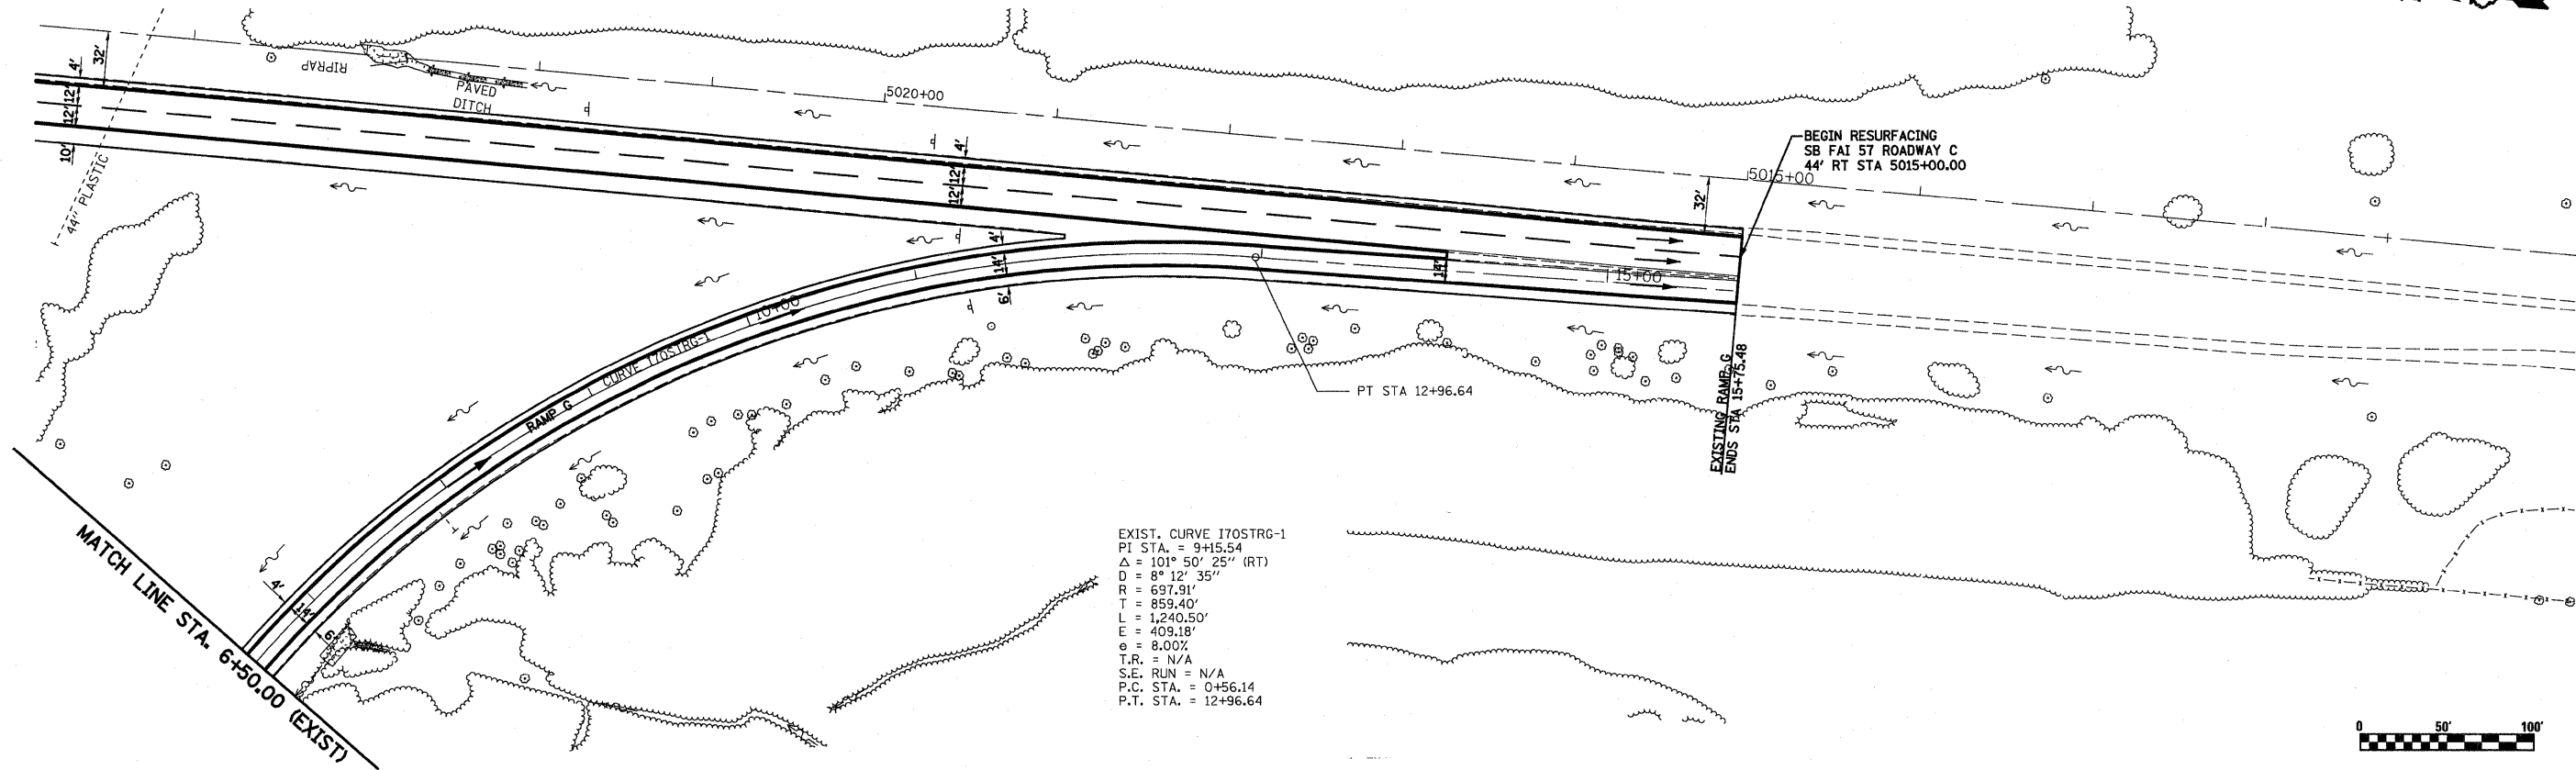 32'
4'
12'
12'
10'
44" PLASTIC
RIPRAP
PAVED
DITCH
5020+00
4'
12'
12'
4'
14'
6'
BEGIN RESURFACING
SB FAI 57 ROADWAY C
44' RT STA 5015+00.00
5015+00
32'
14'
15+00
10+00
CURVE I70STRG-1
RAMP G
PT STA 12+96.64
EXISTING RAMP G
ENDS STA 15+75.48
4'
14'
6'
MATCH LINE STA. 6+50.00 (EXIST)
EXIST. CURVE I70STRG-1
PI STA. = 9+15.54
Δ = 101° 50' 25" (RT)
D = 8° 12' 35"
R = 697.91'
T = 859.40'
L = 1,240.50'
E = 409.18'
e = 8.00%
T.R. = N/A
S.E. RUN = N/A
P.C. STA. = 0+56.14
P.T. STA. = 12+96.64
0 50' 100'